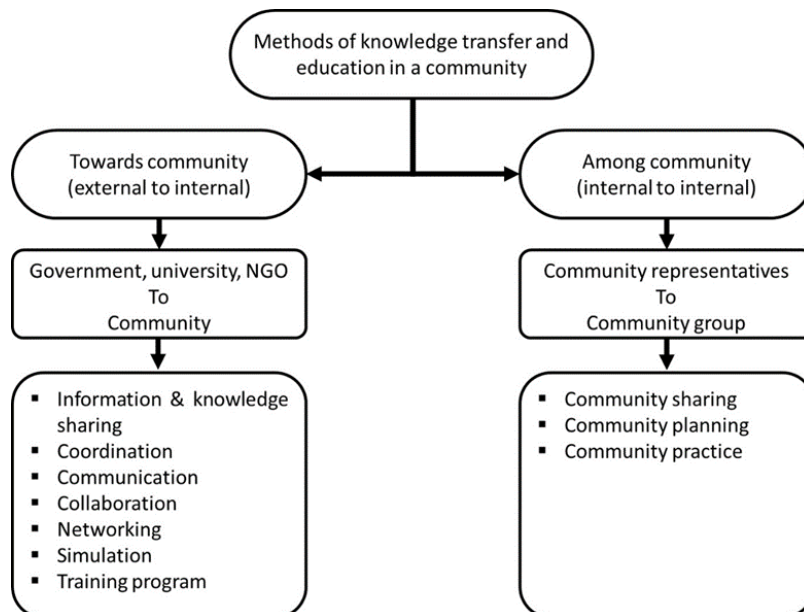 Methods of knowledge transfer and
education in a community
Towards community
(external to internal)
Among community
(internal to internal)
Government, university, NGO
To
Community
Community representatives
To
Community group
▪ Information & knowledge
sharing
▪ Coordination
▪ Communication
▪ Collaboration
▪ Networking
▪ Simulation
▪ Training program
▪ Community sharing
▪ Community planning
▪ Community practice